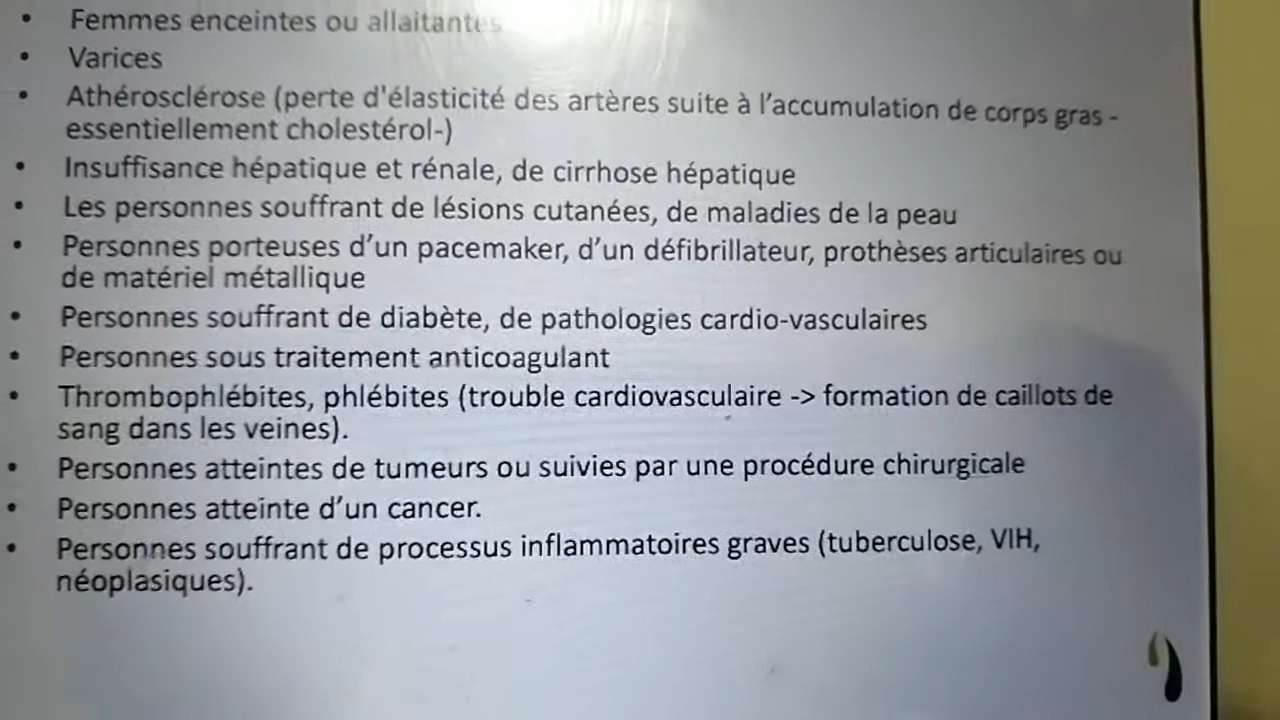 • Femmes enceintes ou allaitantes
• Varices
• Athérosclérose (perte d'élasticité des artères suite à l'accumulation de corps gras -
essentiellement cholestérol-)
• Insuffisance hépatique et rénale, de cirrhose hépatique
• Les personnes souffrant de lésions cutanées, de maladies de la peau
• Personnes porteuses d'un pacemaker, d'un défibrillateur, prothèses articulaires ou
de matériel métallique
• Personnes souffrant de diabète, de pathologies cardio-vasculaires
• Personnes sous traitement anticoagulant
• Thrombophlébites, phlébites (trouble cardiovasculaire -> formation de caillots de
sang dans les veines).
• Personnes atteintes de tumeurs ou suivies par une procédure chirurgicale
• Personnes atteinte d'un cancer.
• Personnes souffrant de processus inflammatoires graves (tuberculose, VIH,
néoplasiques).